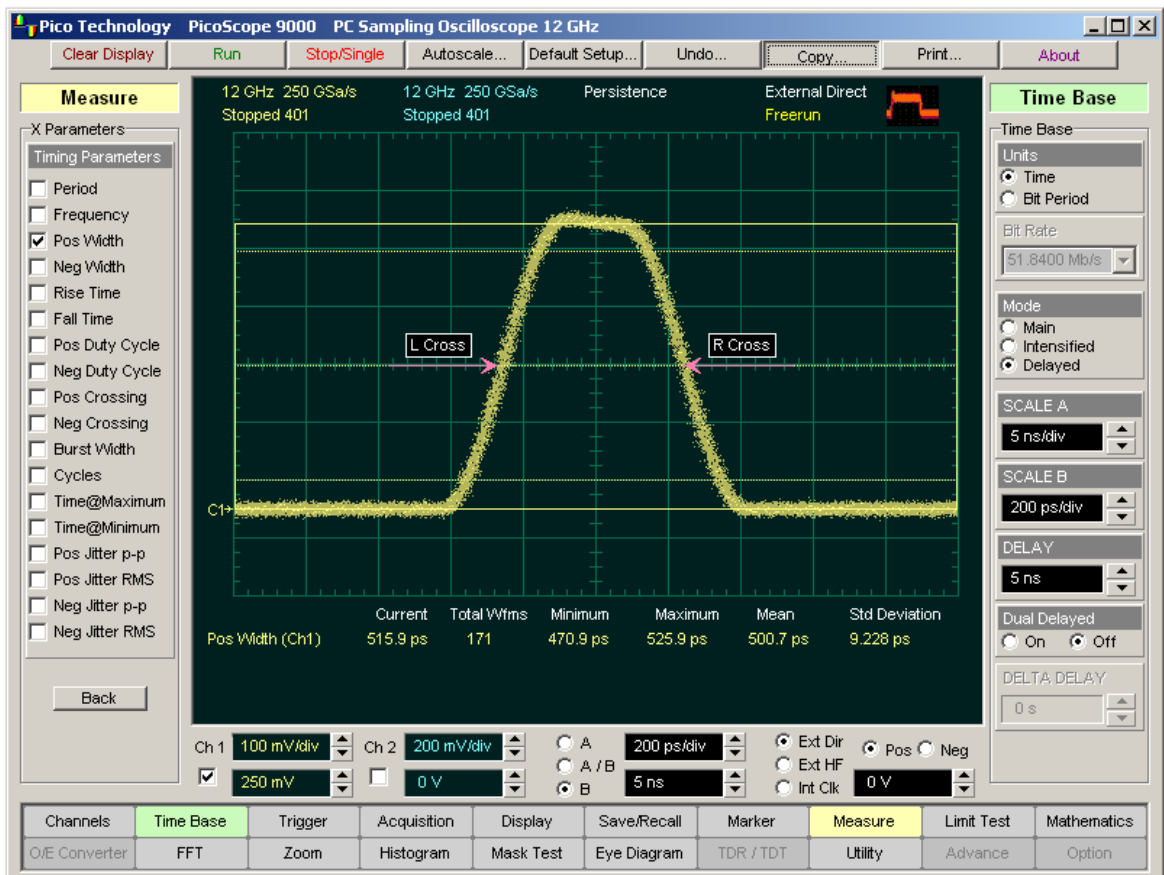 Pico Technology PicoScope 9000 PC Sampling Oscilloscope 12 GHz
Clear Display Run Stop/Single Autoscale... Default Setup... Undo... Copy... Print... About
Measure
X Parameters
Timing Parameters
Period
Frequency
Pos Width
Neg Width
Rise Time
Fall Time
Pos Duty Cycle
Neg Duty Cycle
Pos Crossing
Neg Crossing
Burst Width
Cycles
Time@Maximum
Time@Minimum
Pos Jitter p-p
Pos Jitter RMS
Neg Jitter p-p
Neg Jitter RMS
Back
12 GHz 250 GSa/s 12 GHz 250 GSa/s Persistence External Direct
Stopped 401 Stopped 401 Freerun
L Cross R Cross
C1
Current Total Wfms Minimum Maximum Mean Std Deviation
Pos Width (Ch1) 515.9 ps 171 470.9 ps 525.9 ps 500.7 ps 9.228 ps
Time Base
Time Base
Units
Time
Bit Period
Bit Rate
51.8400 Mb/s
Mode
Main
Intensified
Delayed
SCALE A
5 ns/div
SCALE B
200 ps/div
DELAY
5 ns
Dual Delayed
On Off
DELTA DELAY
0 s
Ch 1 100 mV/div Ch 2 200 mV/div A 200 ps/div Ext Dir Pos Neg
A / B Ext HF
250 mV 0 V B 5 ns Int Clk 0 V
Channels Time Base Trigger Acquisition Display Save/Recall Marker Measure Limit Test Mathematics
O/E Converter FFT Zoom Histogram Mask Test Eye Diagram TDR / TDT Utility Advance Option